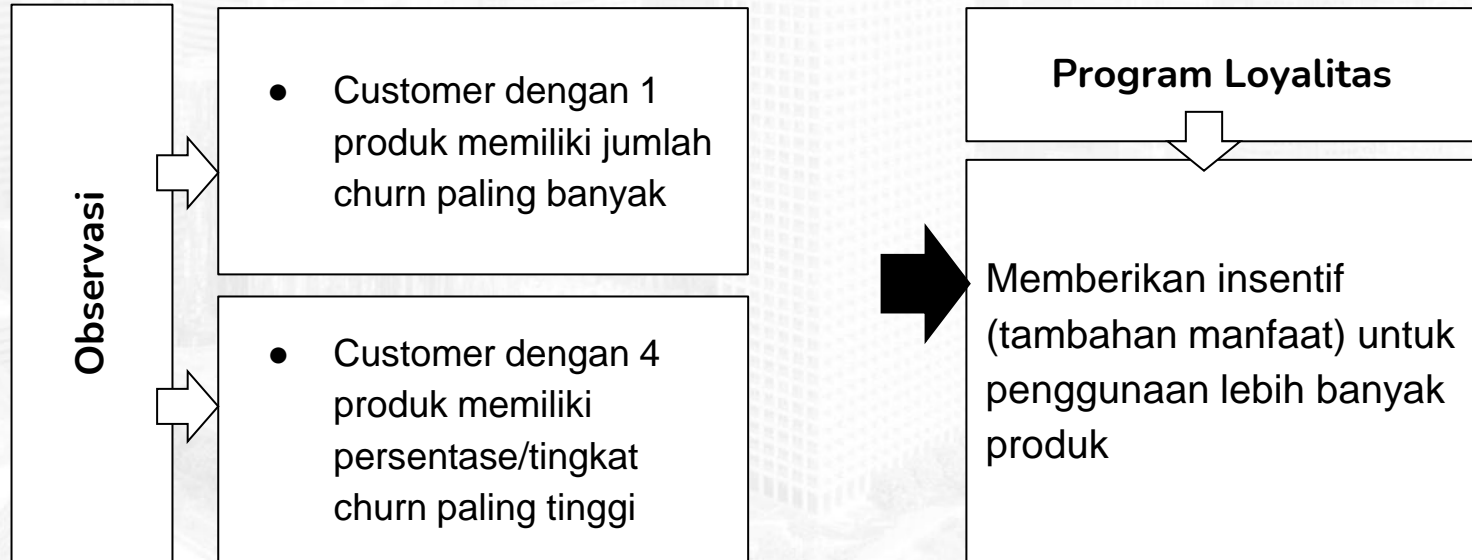 Observasi
● Customer dengan 1
produk memiliki jumlah
churn paling banyak
● Customer dengan 4
produk memiliki
persentase/tingkat
churn paling tinggi
Program Loyalitas
Memberikan insentif
(tambahan manfaat) untuk
penggunaan lebih banyak
produk